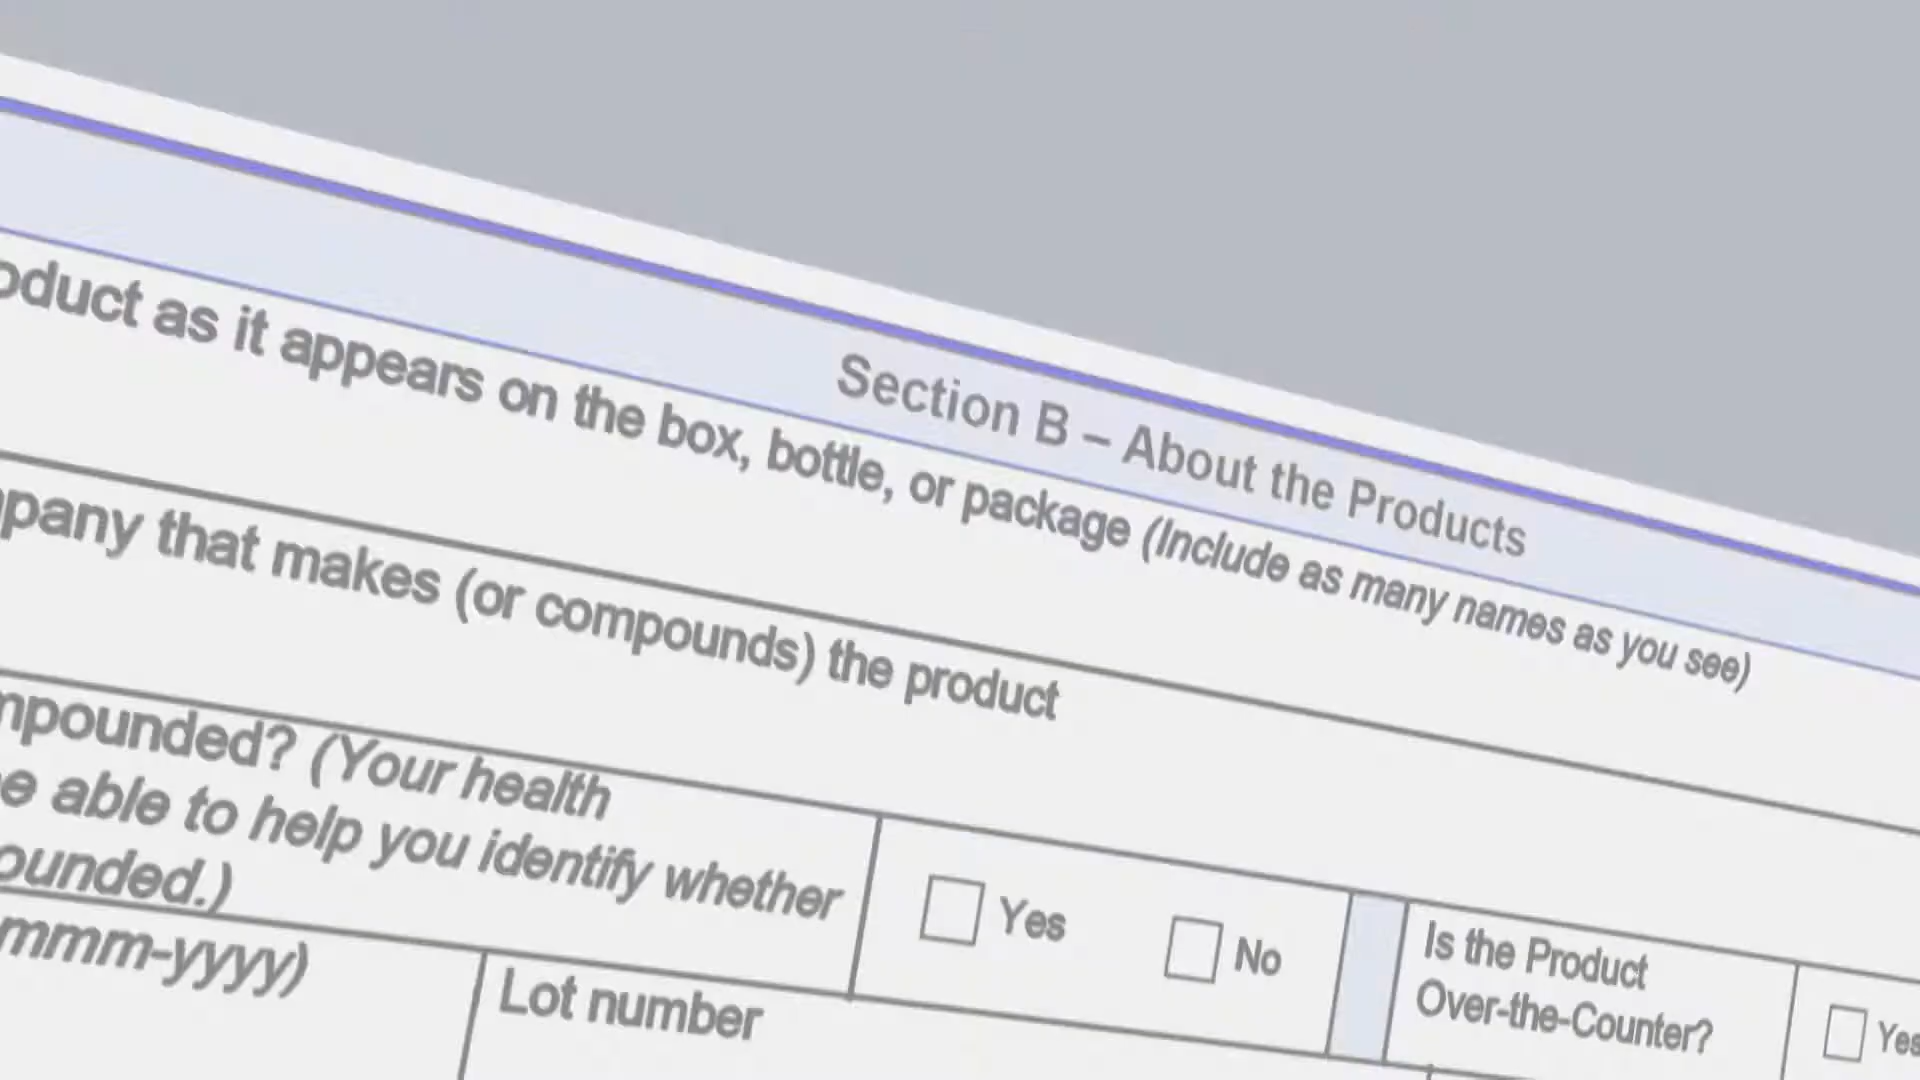 Section B – About the Products
oduct as it appears on the box, bottle, or package (Include as many names as you see)
pany that makes (or compounds) the product
mpounded? (Your health
e able to help you identify whether
ounded.)
Yes
No
Is the Product
Over-the-Counter?
Yes
mmm-yyyy)
Lot number